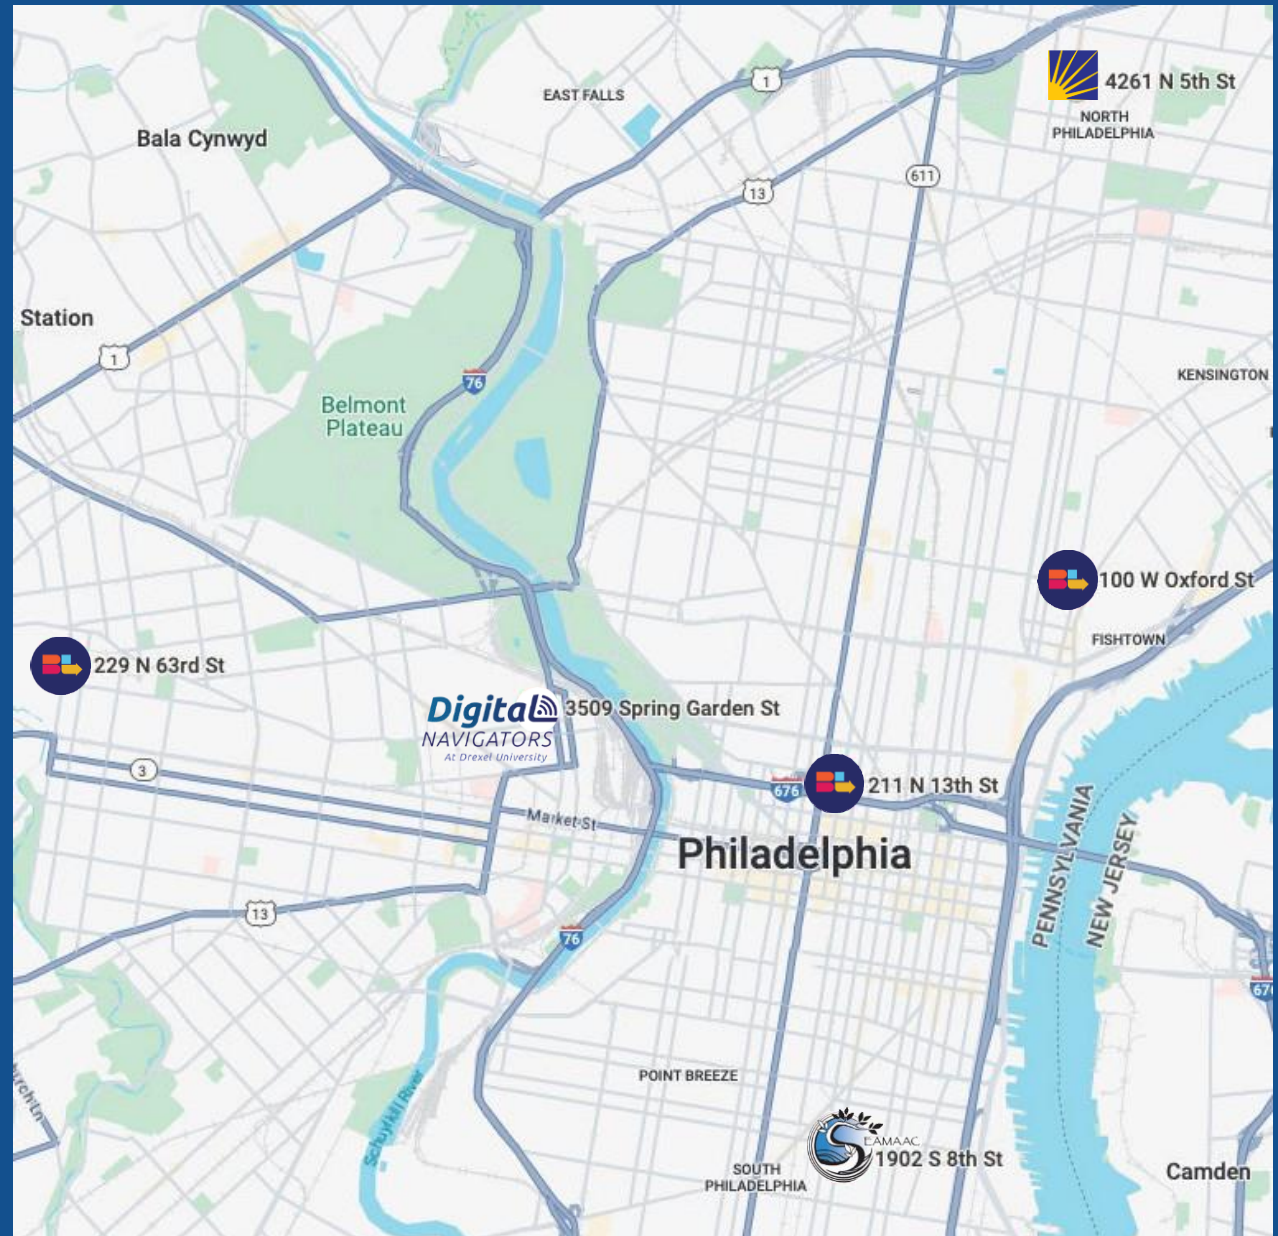 1
EAST FALLS
4261 N 5th St
NORTH
PHILADELPHIA
Bala Cynwyd
611
13
Station
1
76
KENSINGTON
Belmont
Plateau
100 W Oxford St
FISHTOWN
229 N 63rd St
Digital
NAVIGATORS
At Drexel University
3509 Spring Garden St
3
676
211 N 13th St
Market St
Philadelphia
PENNSYLVANIA
NEW JERSEY
13
76
676
POINT BREEZE
Schuylkill River
SEAMAAC
1902 S 8th St
SOUTH
PHILADELPHIA
Camden